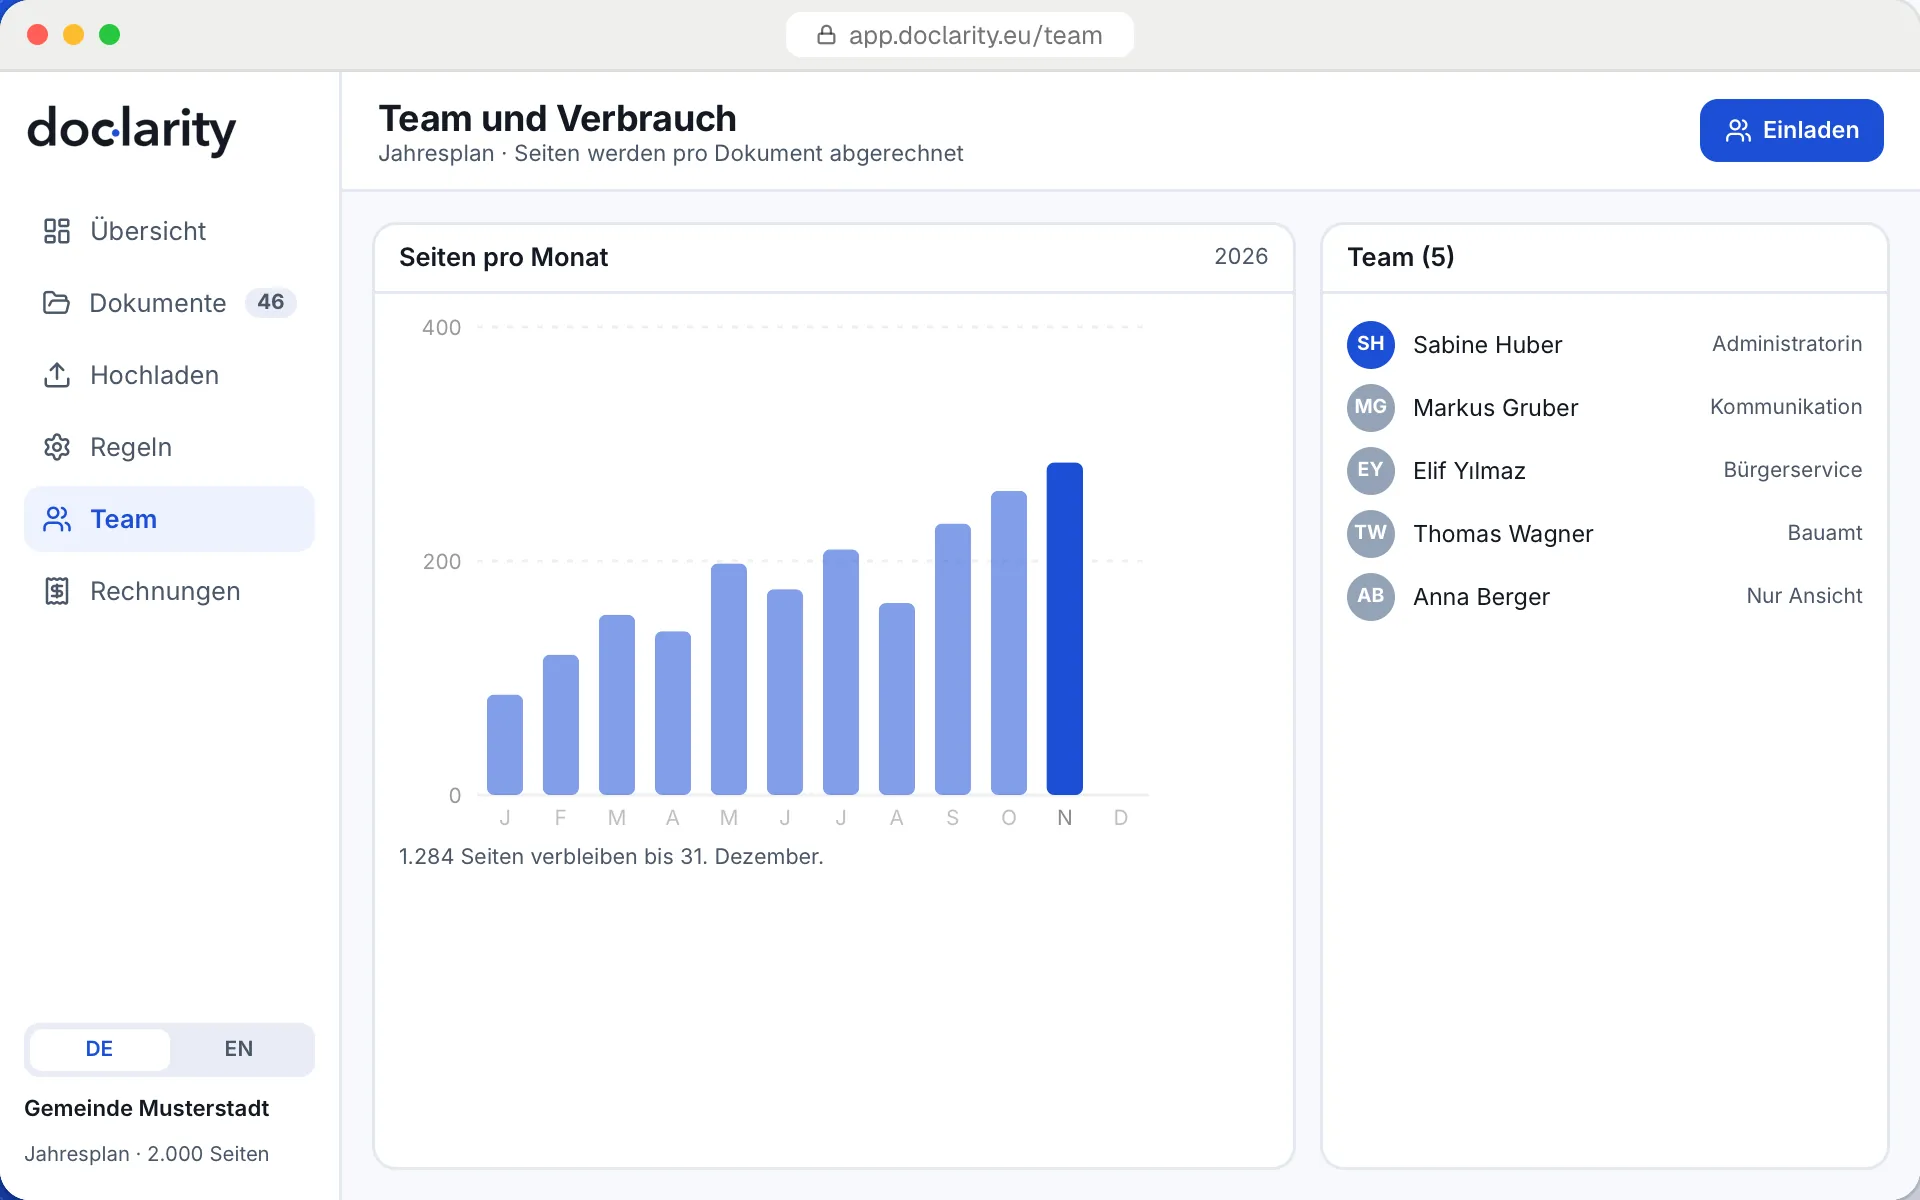 app.doclarity.eu/team
doclarity
Übersicht
Dokumente 46
Hochladen
Regeln
Team
Rechnungen
DE EN
Gemeinde Musterstadt
Jahresplan · 2.000 Seiten
Team und Verbrauch
Jahresplan · Seiten werden pro Dokument abgerechnet
Einladen
Seiten pro Monat 2026
400
200
0
J F M A M J J A S O N D
1.284 Seiten verbleiben bis 31. Dezember.
Team (5)
SH Sabine Huber Administratorin
MG Markus Gruber Kommunikation
EY Elif Yılmaz Bürgerservice
TW Thomas Wagner Bauamt
AB Anna Berger Nur Ansicht